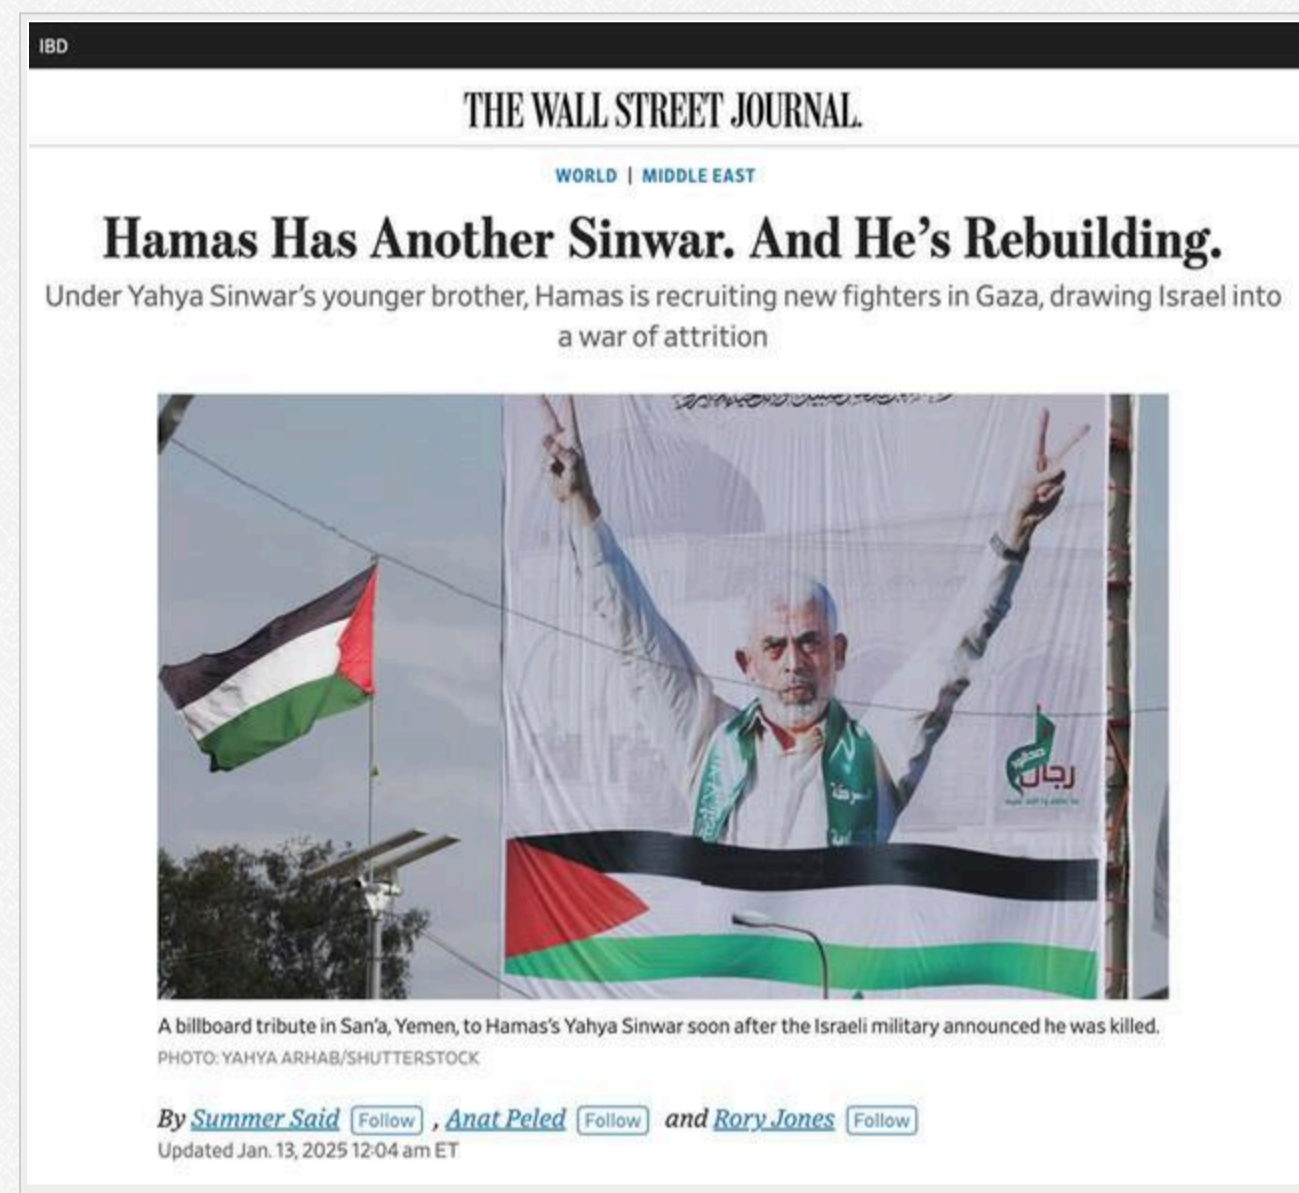 IBD
THE WALL STREET JOURNAL.
WORLD | MIDDLE EAST
Hamas Has Another Sinwar. And He’s Rebuilding.
Under Yahya Sinwar’s younger brother, Hamas is recruiting new fighters in Gaza, drawing Israel into
a war of attrition
رجال
A billboard tribute in San’a, Yemen, to Hamas’s Yahya Sinwar soon after the Israeli military announced he was killed.
PHOTO: YAHYA ARHAB/SHUTTERSTOCK
By Summer Said Follow , Anat Peled Follow and Rory Jones Follow
Updated Jan. 13, 2025 12:04 am ET